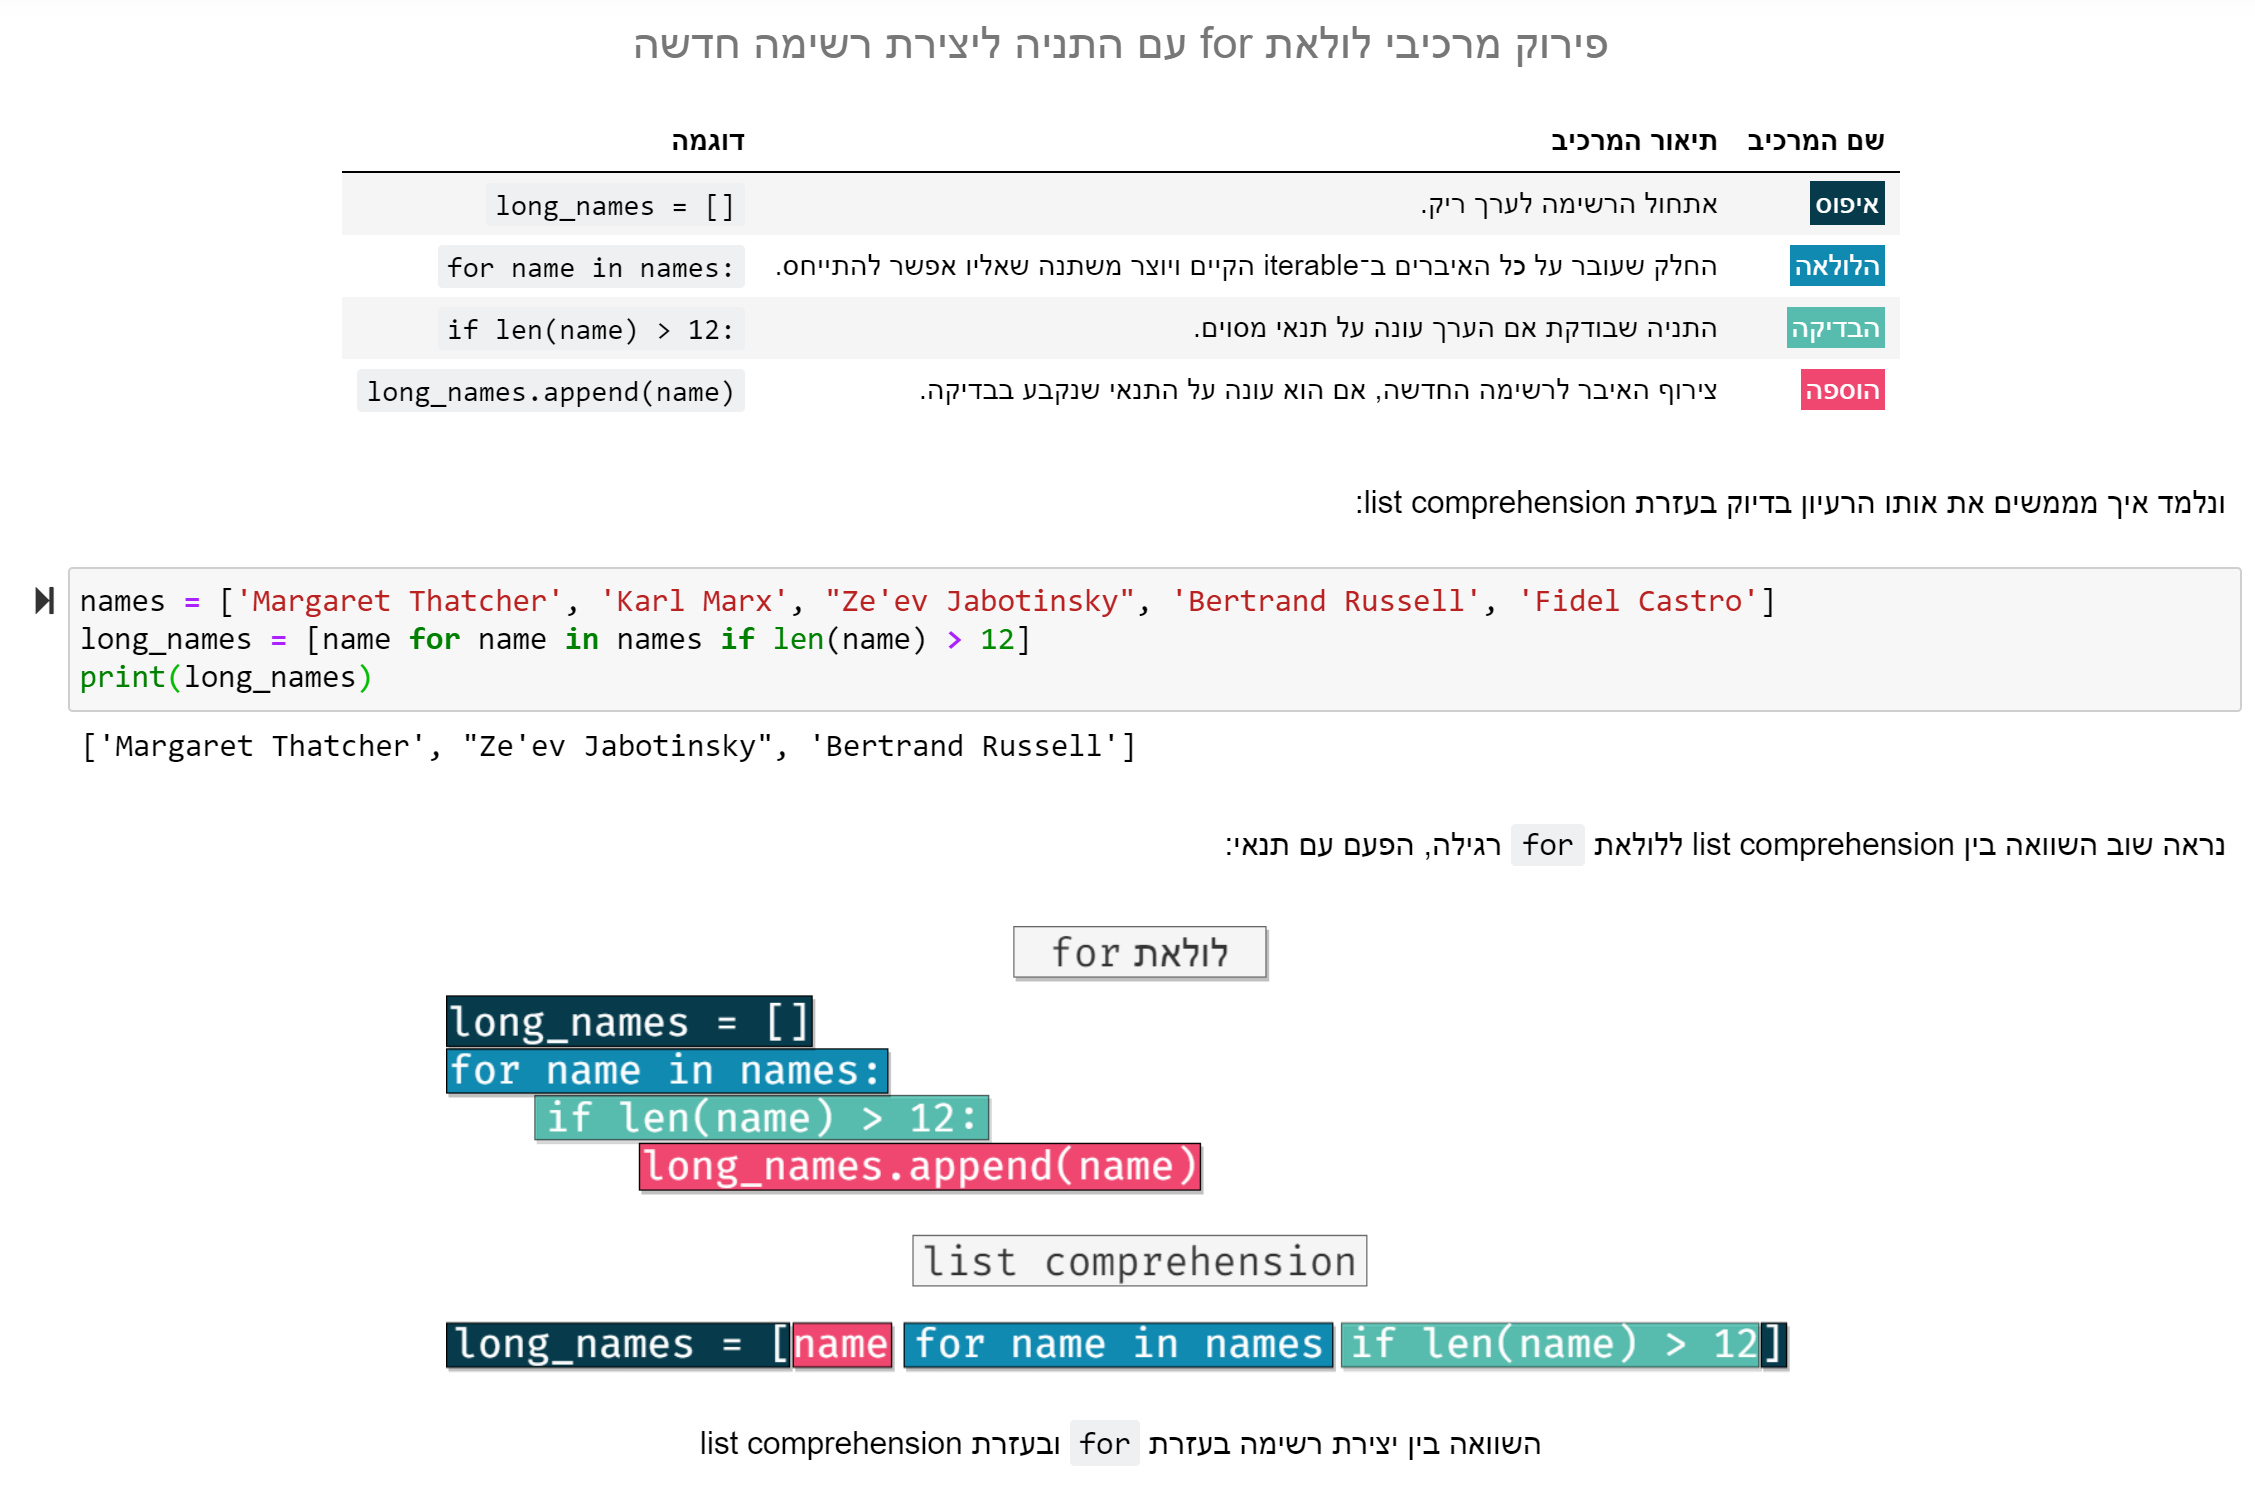 פירוק מרכיבי לולאת for עם התניה ליצירת רשימה חדשה
שם המרכיב תיאור המרכיב דוגמה
איפוס אתחול הרשימה לערך ריק. long_names = []
הלולאה החלק שעובר על כל האיברים ב־iterable הקיים ויוצר משתנה שאליו אפשר להתייחס. for name in names:
הבדיקה התניה שבודקת אם הערך עונה על תנאי מסוים. if len(name) > 12:
הוספה צירוף האיבר לרשימה החדשה, אם הוא עונה על התנאי שנקבע בבדיקה. long_names.append(name)
ונלמד איך מממשים את אותו הרעיון בדיוק בעזרת list comprehension:
names = ['Margaret Thatcher', 'Karl Marx', "Ze'ev Jabotinsky", 'Bertrand Russell', 'Fidel Castro']
long_names = [name for name in names if len(name) > 12]
print(long_names)
['Margaret Thatcher', "Ze'ev Jabotinsky", 'Bertrand Russell']
נראה שוב השוואה בין list comprehension ללולאת for רגילה, הפעם עם תנאי:
לולאת for
long_names = []
for name in names:
if len(name) > 12:
long_names.append(name)
list comprehension
long_names = [name for name in names if len(name) > 12]
השוואה בין יצירת רשימה בעזרת for ובעזרת list comprehension